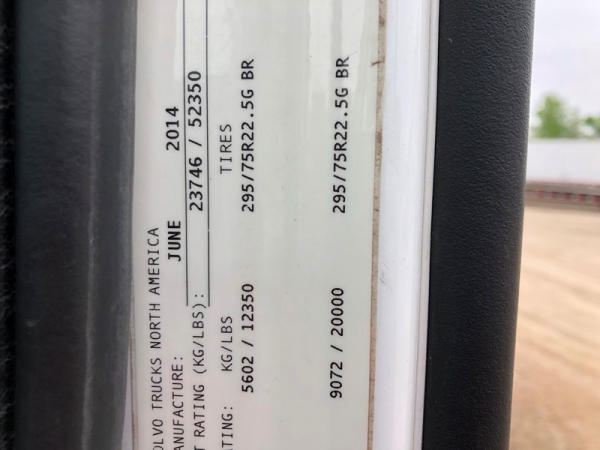 OLVO TRUCKS NORTH AMERICA
ANUFACTURE: JUNE 2014
T RATING (KG/LBS): 23746 / 52350
ATING: KG/LBS TIRES
5602 / 12350 295/75R22.5G BR
9072 / 20000 295/75R22.5G BR